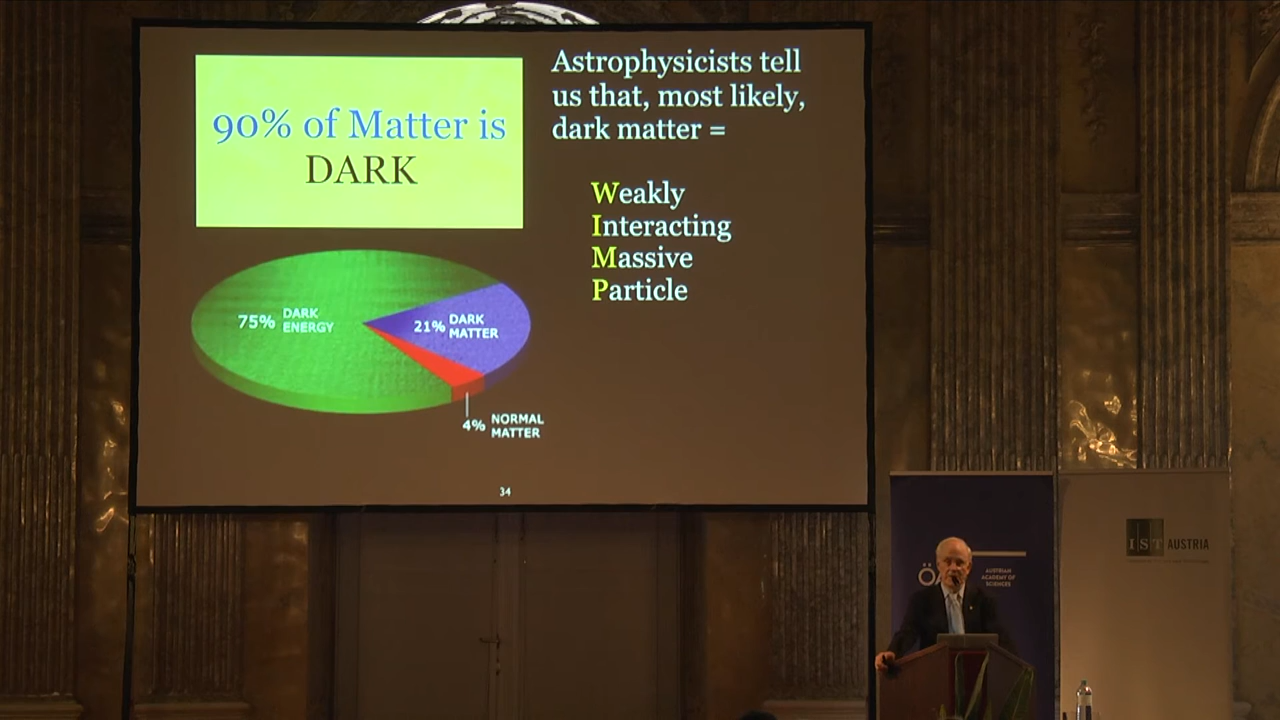 90% of Matter is
DARK
Astrophysicists tell
us that, most likely,
dark matter =
Weakly
Interacting
Massive
Particle
75% DARK
ENERGY
21% DARK
MATTER
4% NORMAL
MATTER
34
AUSTRIAN
ACADEMY OF
SCIENCES
IST AUSTRIA